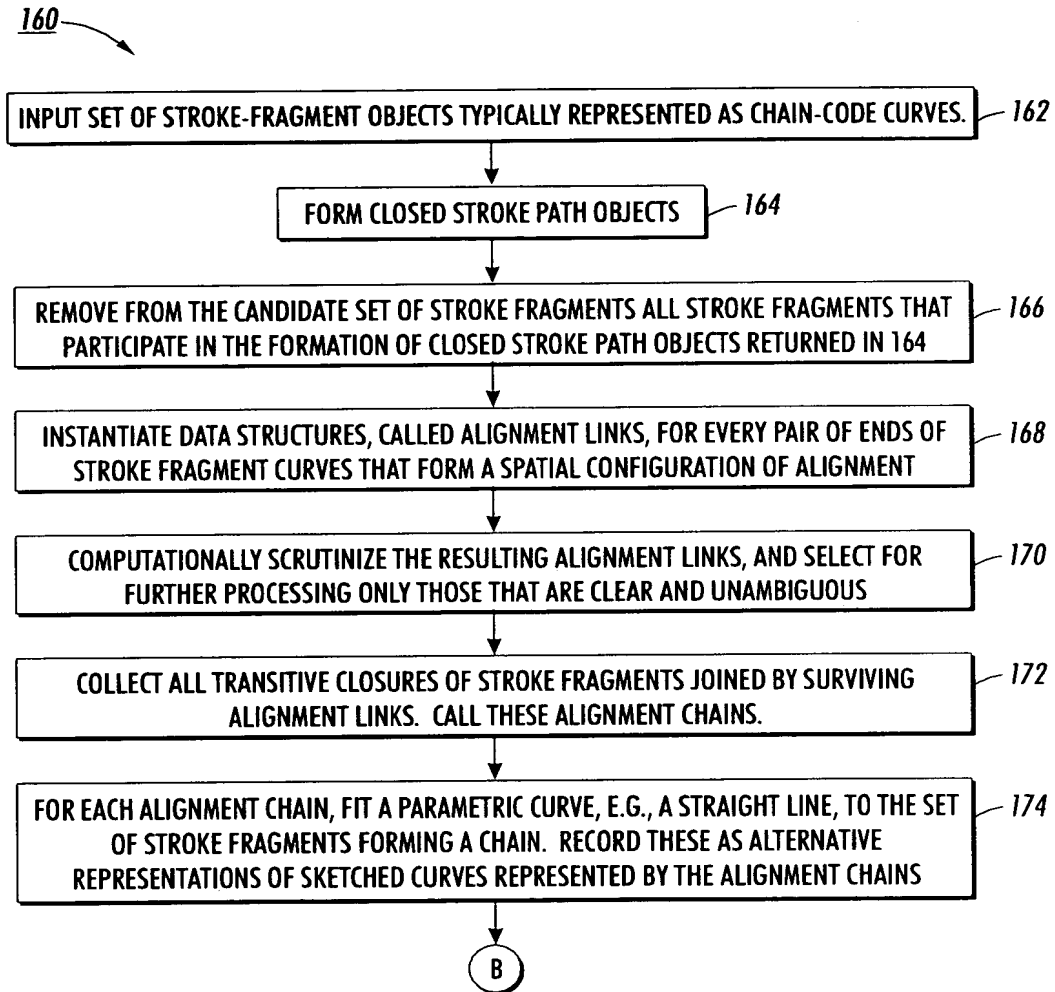 160
INPUT SET OF STROKE-FRAGMENT OBJECTS TYPICALLY REPRESENTED AS CHAIN-CODE CURVES.
162
FORM CLOSED STROKE PATH OBJECTS
164
REMOVE FROM THE CANDIDATE SET OF STROKE FRAGMENTS ALL STROKE FRAGMENTS THAT
PARTICIPATE IN THE FORMATION OF CLOSED STROKE PATH OBJECTS RETURNED IN 164
166
INSTANTIATE DATA STRUCTURES, CALLED ALIGNMENT LINKS, FOR EVERY PAIR OF ENDS OF
STROKE FRAGMENT CURVES THAT FORM A SPATIAL CONFIGURATION OF ALIGNMENT
168
COMPUTATIONALLY SCRUTINIZE THE RESULTING ALIGNMENT LINKS, AND SELECT FOR
FURTHER PROCESSING ONLY THOSE THAT ARE CLEAR AND UNAMBIGUOUS
170
COLLECT ALL TRANSITIVE CLOSURES OF STROKE FRAGMENTS JOINED BY SURVIVING
ALIGNMENT LINKS. CALL THESE ALIGNMENT CHAINS.
172
FOR EACH ALIGNMENT CHAIN, FIT A PARAMETRIC CURVE, E.G., A STRAIGHT LINE, TO THE SET
OF STROKE FRAGMENTS FORMING A CHAIN. RECORD THESE AS ALTERNATIVE
REPRESENTATIONS OF SKETCHED CURVES REPRESENTED BY THE ALIGNMENT CHAINS
174
B